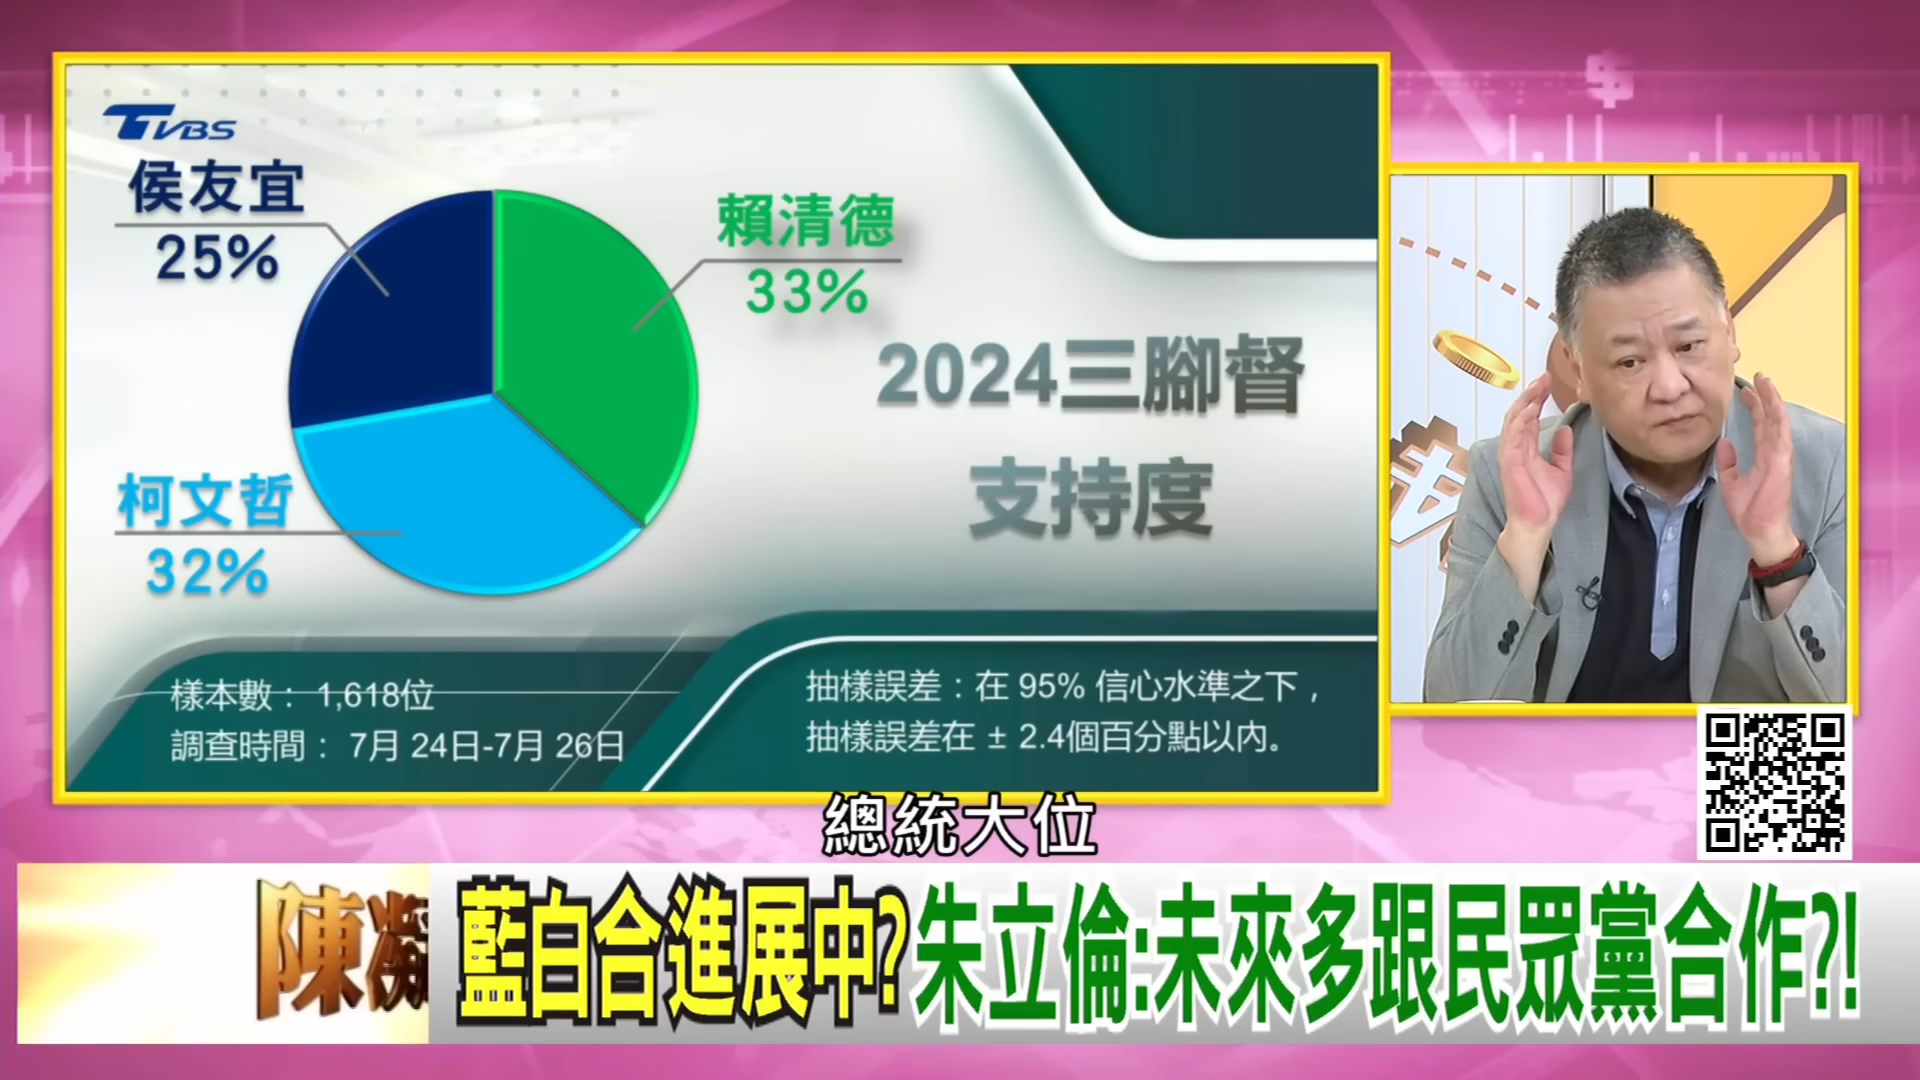 TVBS
侯友宜
25%
賴清德
33%
2024三腳督
支持度
柯文哲
32%
樣本數： 1,618位
調查時間： 7月 24日-7月 26日
抽樣誤差：在 95% 信心水準之下，
抽樣誤差在 ± 2.4個百分點以內。
總統大位
陳凝
藍白合進展中?朱立倫:未來多跟民眾黨合作?!